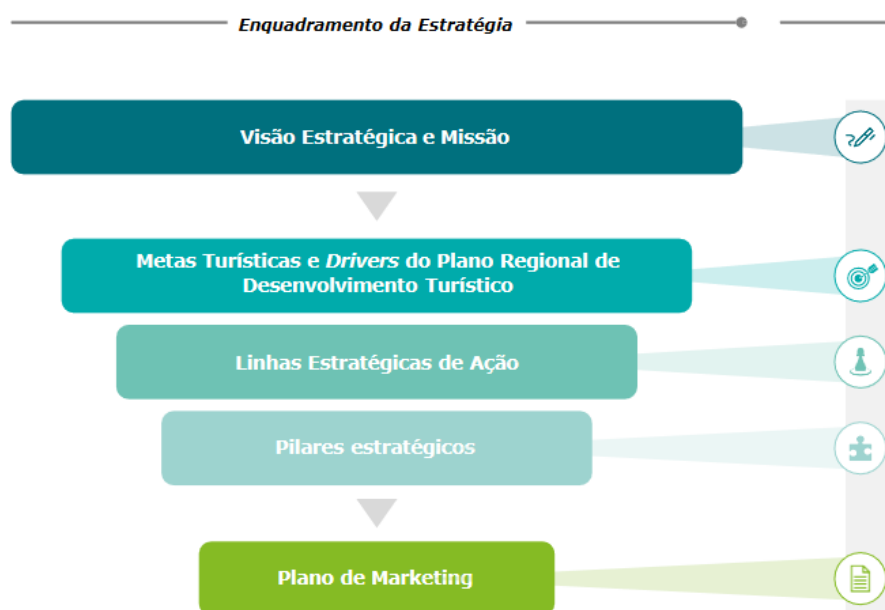 Enquadramento da Estratégia
Visão Estratégica e Missão
Metas Turísticas e Drivers do Plano Regional de
Desenvolvimento Turístico
Linhas Estratégicas de Ação
Pilares estratégicos
Plano de Marketing